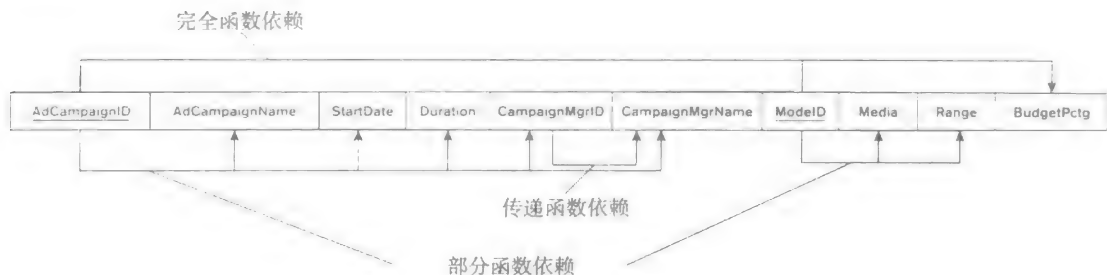 完全函数依赖
AdCampaignID AdCampaignName StartDate Duration CampaignMgrID CampaignMgrName ModeID Media Range BudgetPctg
传递函数依赖
部分函数依赖